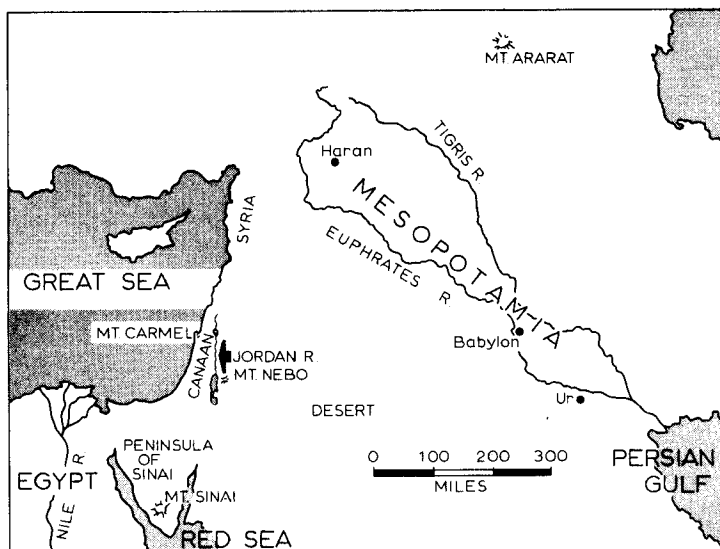 MT. ARARAT
TIGRIS R.
Haran
MESOPOTAMIA
SYRIA
EUPHRATES R.
GREAT SEA
MT. CARMEL
CANAAN
JORDAN R.
MT. NEBO
Babylon
Ur
DESERT
PENINSULA
OF
SINAI
MT. SINAI
EGYPT
NILE R.
RED SEA
0 100 200 300
MILES
PERSIAN
GULF